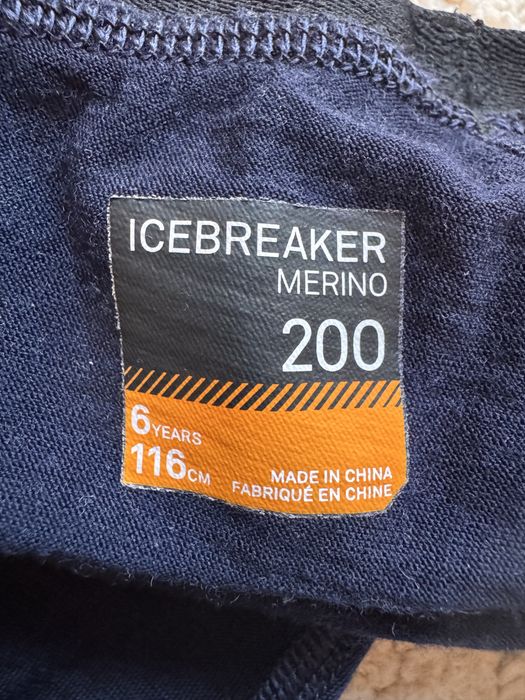 ICEBREAKER
MERINO
200
6 YEARS
116 CM
MADE IN CHINA
FABRIQUÉ EN CHINE